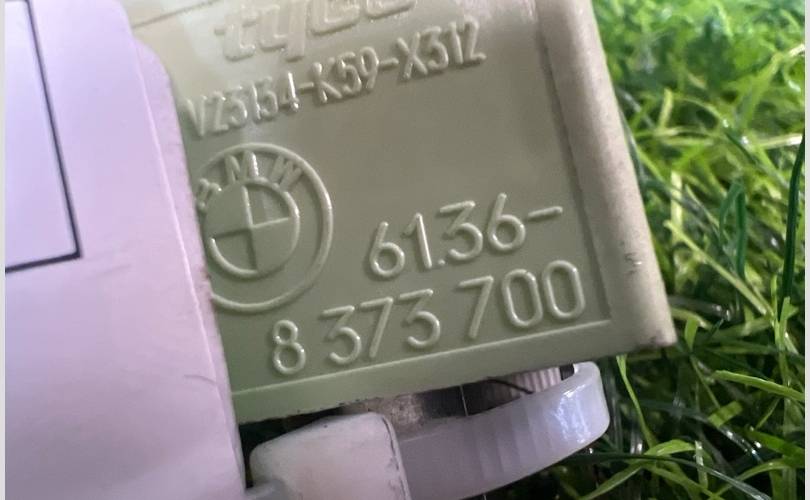 tyco
V23134-K59-X312
BMW
61.36-
8 373 700